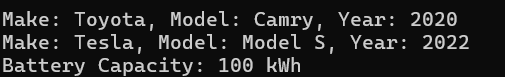 Make: Toyota, Model: Camry, Year: 2020
Make: Tesla, Model: Model S, Year: 2022
Battery Capacity: 100 kWh